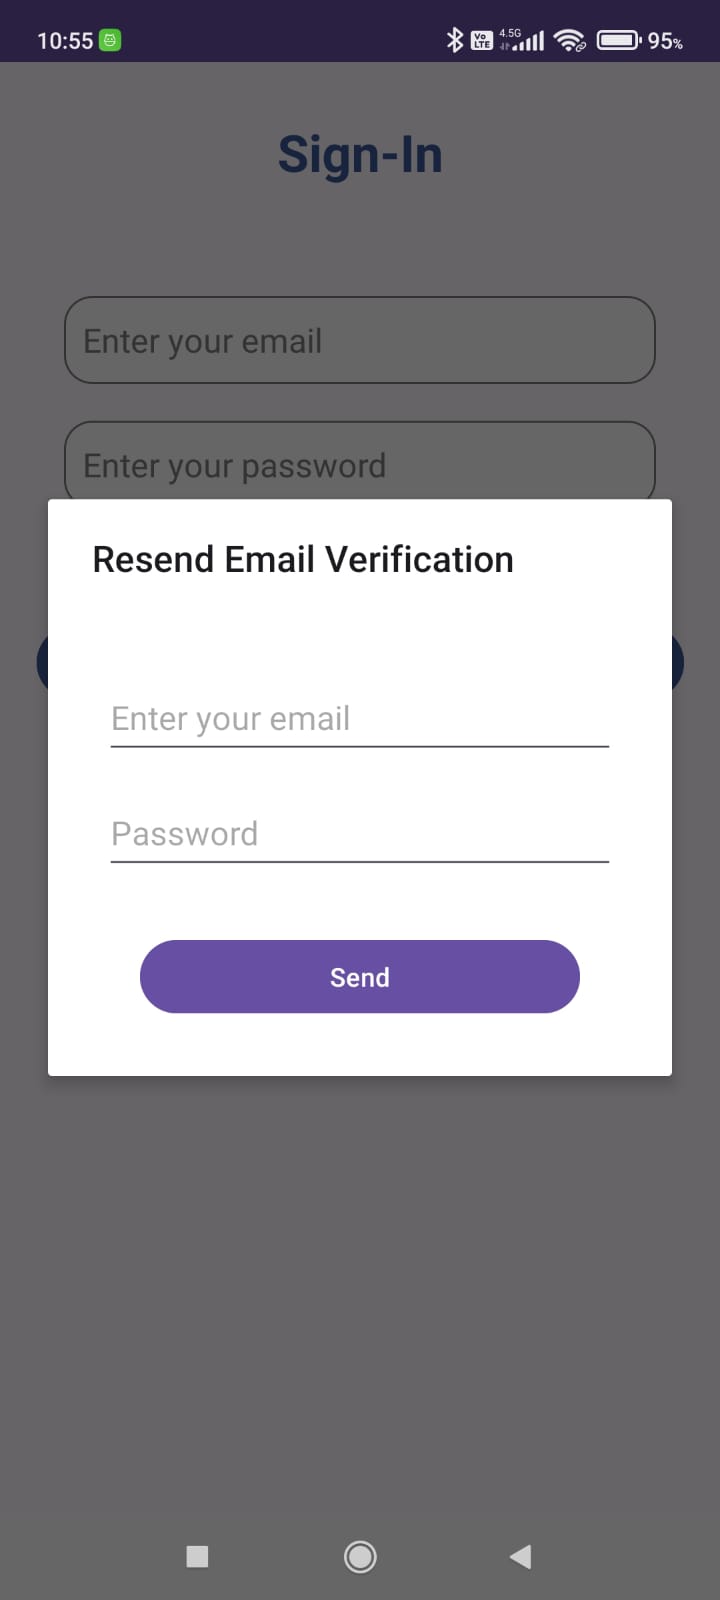 10:55 Vo LTE 4.5G 95%
Sign-In
Enter your email
Enter your password
Resend Email Verification
Enter your email
Password
Send